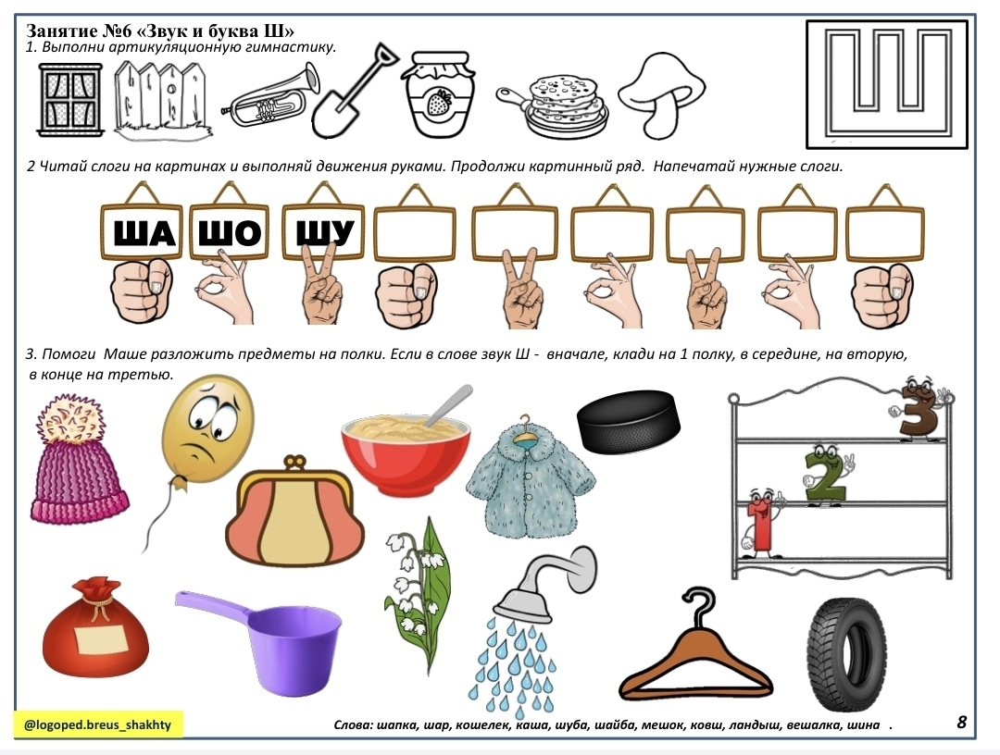 Занятие №6 «Звук и буква Ш»
1. Выполни артикуляционную гимнастику.
Ш
2 Читай слоги на картинах и выполняй движения руками. Продолжи картинный ряд. Напечатай нужные слоги.
ША ШО ШУ
3. Помоги Маше разложить предметы на полки. Если в слове звук Ш - вначале, клади на 1 полку, в середине, на вторую,
в конце на третью.
3
2
1
@logoped.breus_shakhty
Слова: шапка, шар, кошелек, каша, шуба, шайба, мешок, ковш, ландыш, вешалка, шина .
8